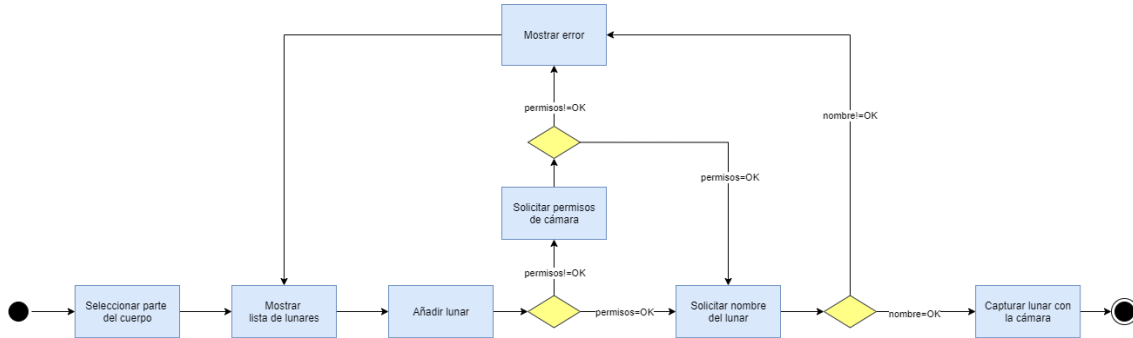 Mostrar error
permisos!=OK
nombre!=OK
permisos=OK
Solicitar permisos
de cámara
permisos!=OK
Seleccionar parte
del cuerpo
Mostrar
lista de lunares
Añadir lunar
permisos=OK
Solicitar nombre
del lunar
nombre=OK
Capturar lunar con
la cámara